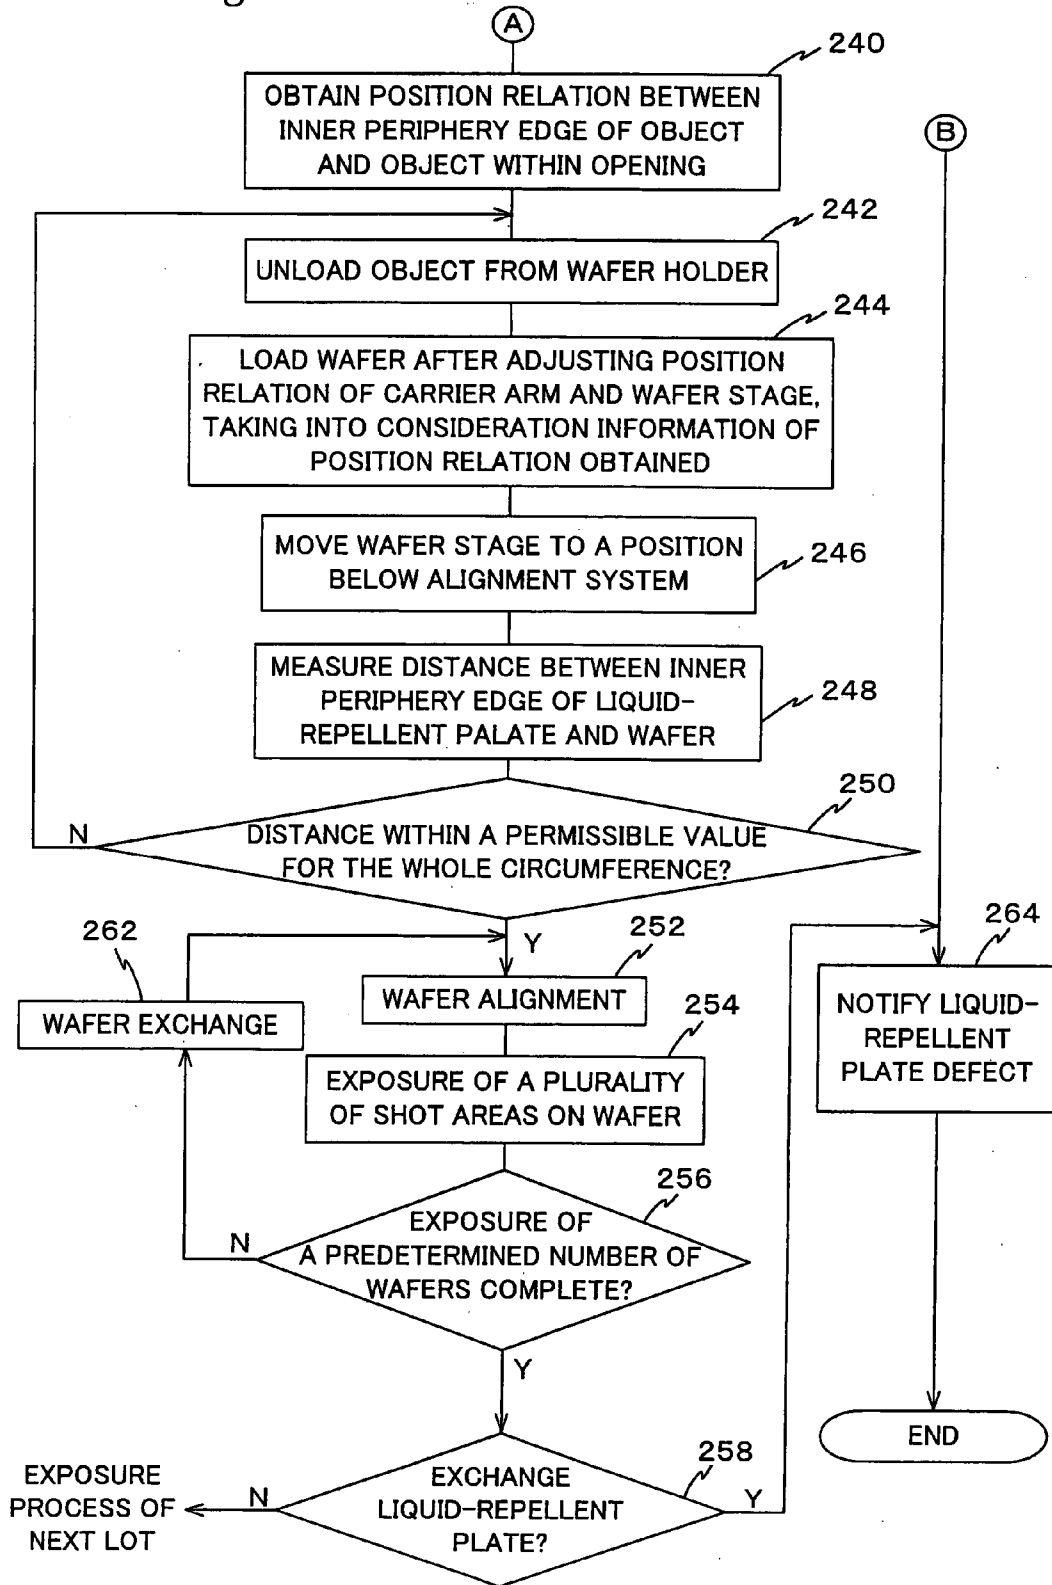 A
240
OBTAIN POSITION RELATION BETWEEN
INNER PERIPHERY EDGE OF OBJECT
AND OBJECT WITHIN OPENING
B
242
UNLOAD OBJECT FROM WAFER HOLDER
244
LOAD WAFER AFTER ADJUSTING POSITION
RELATION OF CARRIER ARM AND WAFER STAGE,
TAKING INTO CONSIDERATION INFORMATION OF
POSITION RELATION OBTAINED
MOVE WAFER STAGE TO A POSITION
BELOW ALIGNMENT SYSTEM
246
MEASURE DISTANCE BETWEEN INNER
PERIPHERY EDGE OF LIQUID-
REPELLENT PALATE AND WAFER
248
250
N
DISTANCE WITHIN A PERMISSIBLE VALUE
FOR THE WHOLE CIRCUMFERENCE?
262
Y
252
264
WAFER EXCHANGE
WAFER ALIGNMENT
254
NOTIFY LIQUID-
REPELLENT
PLATE DEFECT
EXPOSURE OF A PLURALITY
OF SHOT AREAS ON WAFER
256
N
EXPOSURE OF
A PREDETERMINED NUMBER OF
WAFERS COMPLETE?
Y
END
258
EXPOSURE
PROCESS OF
NEXT LOT
N
EXCHANGE
LIQUID-REPELLENT
PLATE?
Y